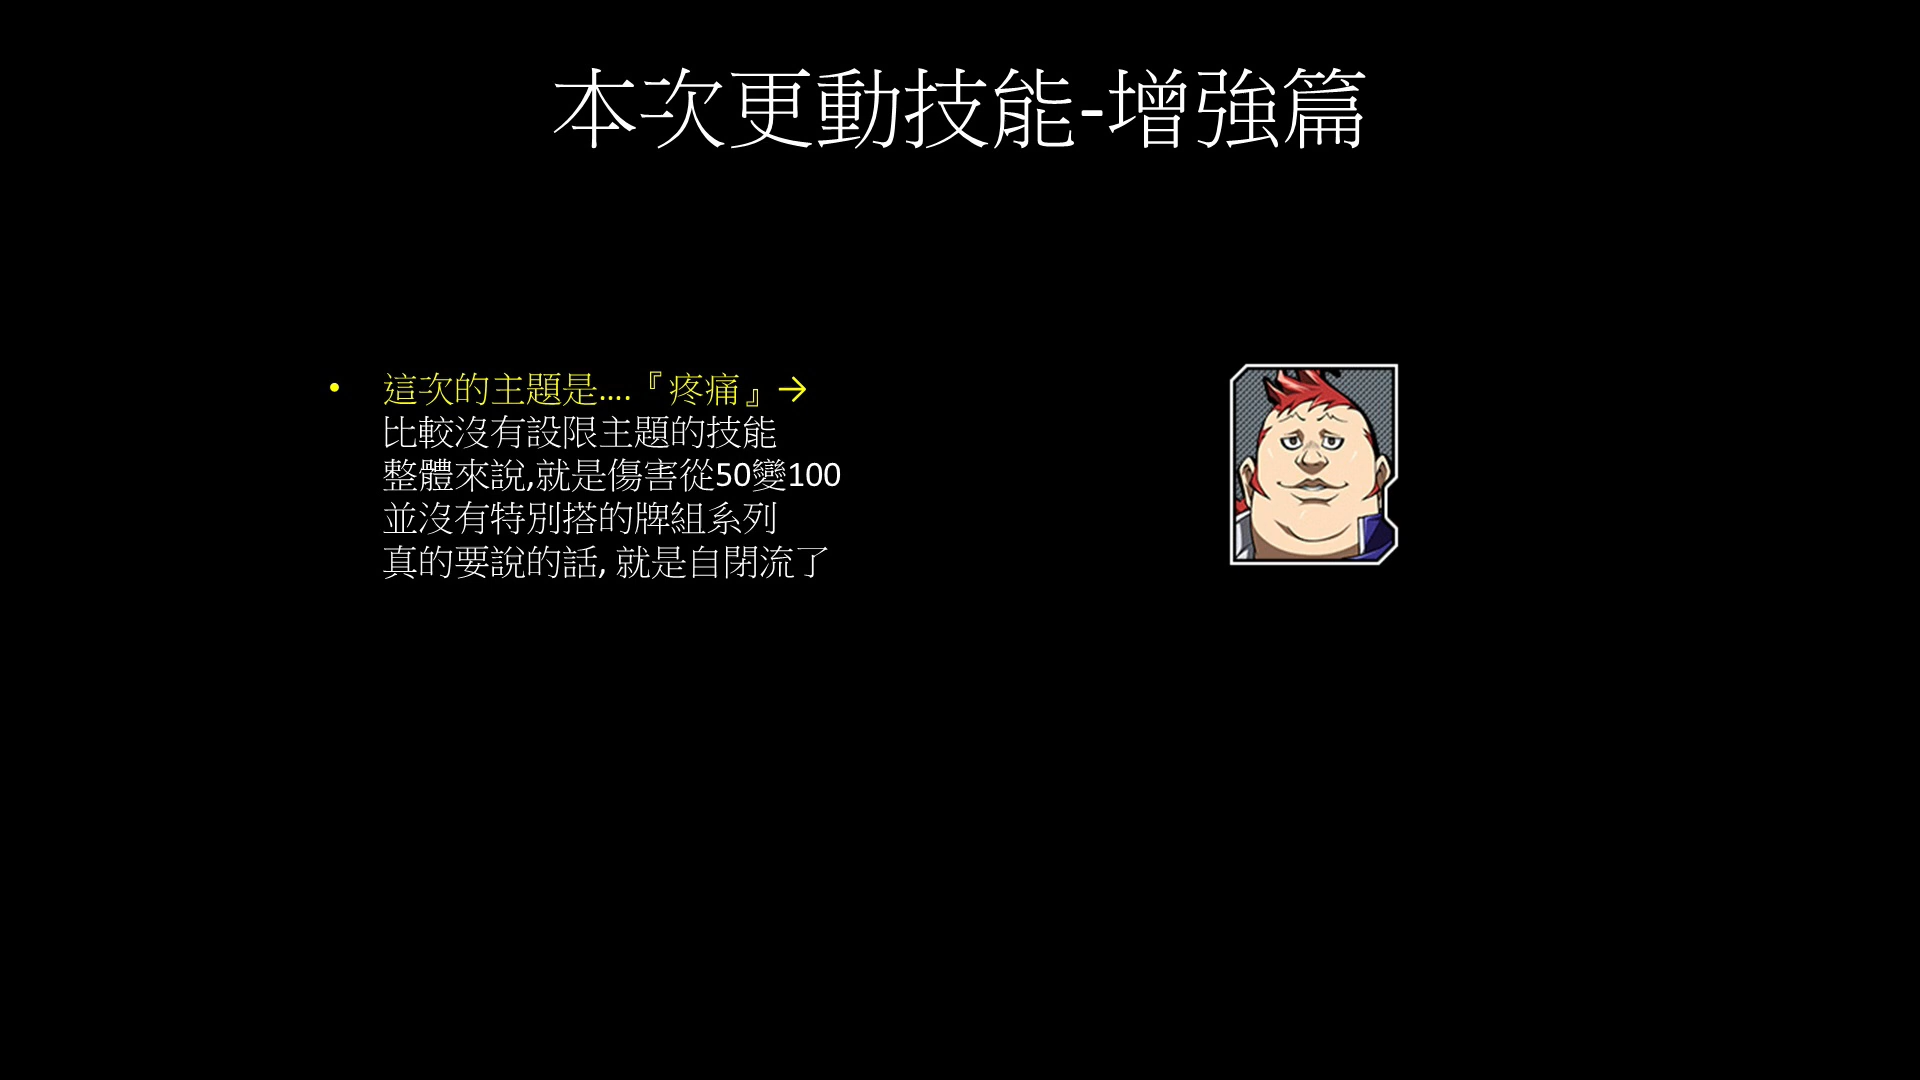 本次更動技能-增強篇
• 這次的主題是....『疼痛』→
比較沒有設限主題的技能
整體來說,就是傷害從50變100
並沒有特別搭的牌組系列
真的要說的話, 就是自閉流了